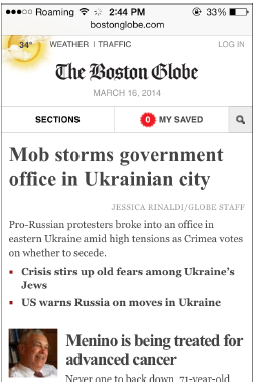 Roaming 2:44 PM 33%
bostonglobe.com
34° WEATHER | TRAFFIC LOG IN
The Boston Globe
MARCH 16, 2014
SECTIONS 0 MY SAVED
Mob storms government
office in Ukrainian city
JESSICA RINALDI/GLOBE STAFF
Pro-Russian protesters broke into an office in
eastern Ukraine amid high tensions as Crimea votes
on whether to secede.
Crisis stirs up old fears among Ukraine's
Jews
US warns Russia on moves in Ukraine
Menino is being treated for
advanced cancer
Never one to back down, 71-year-old